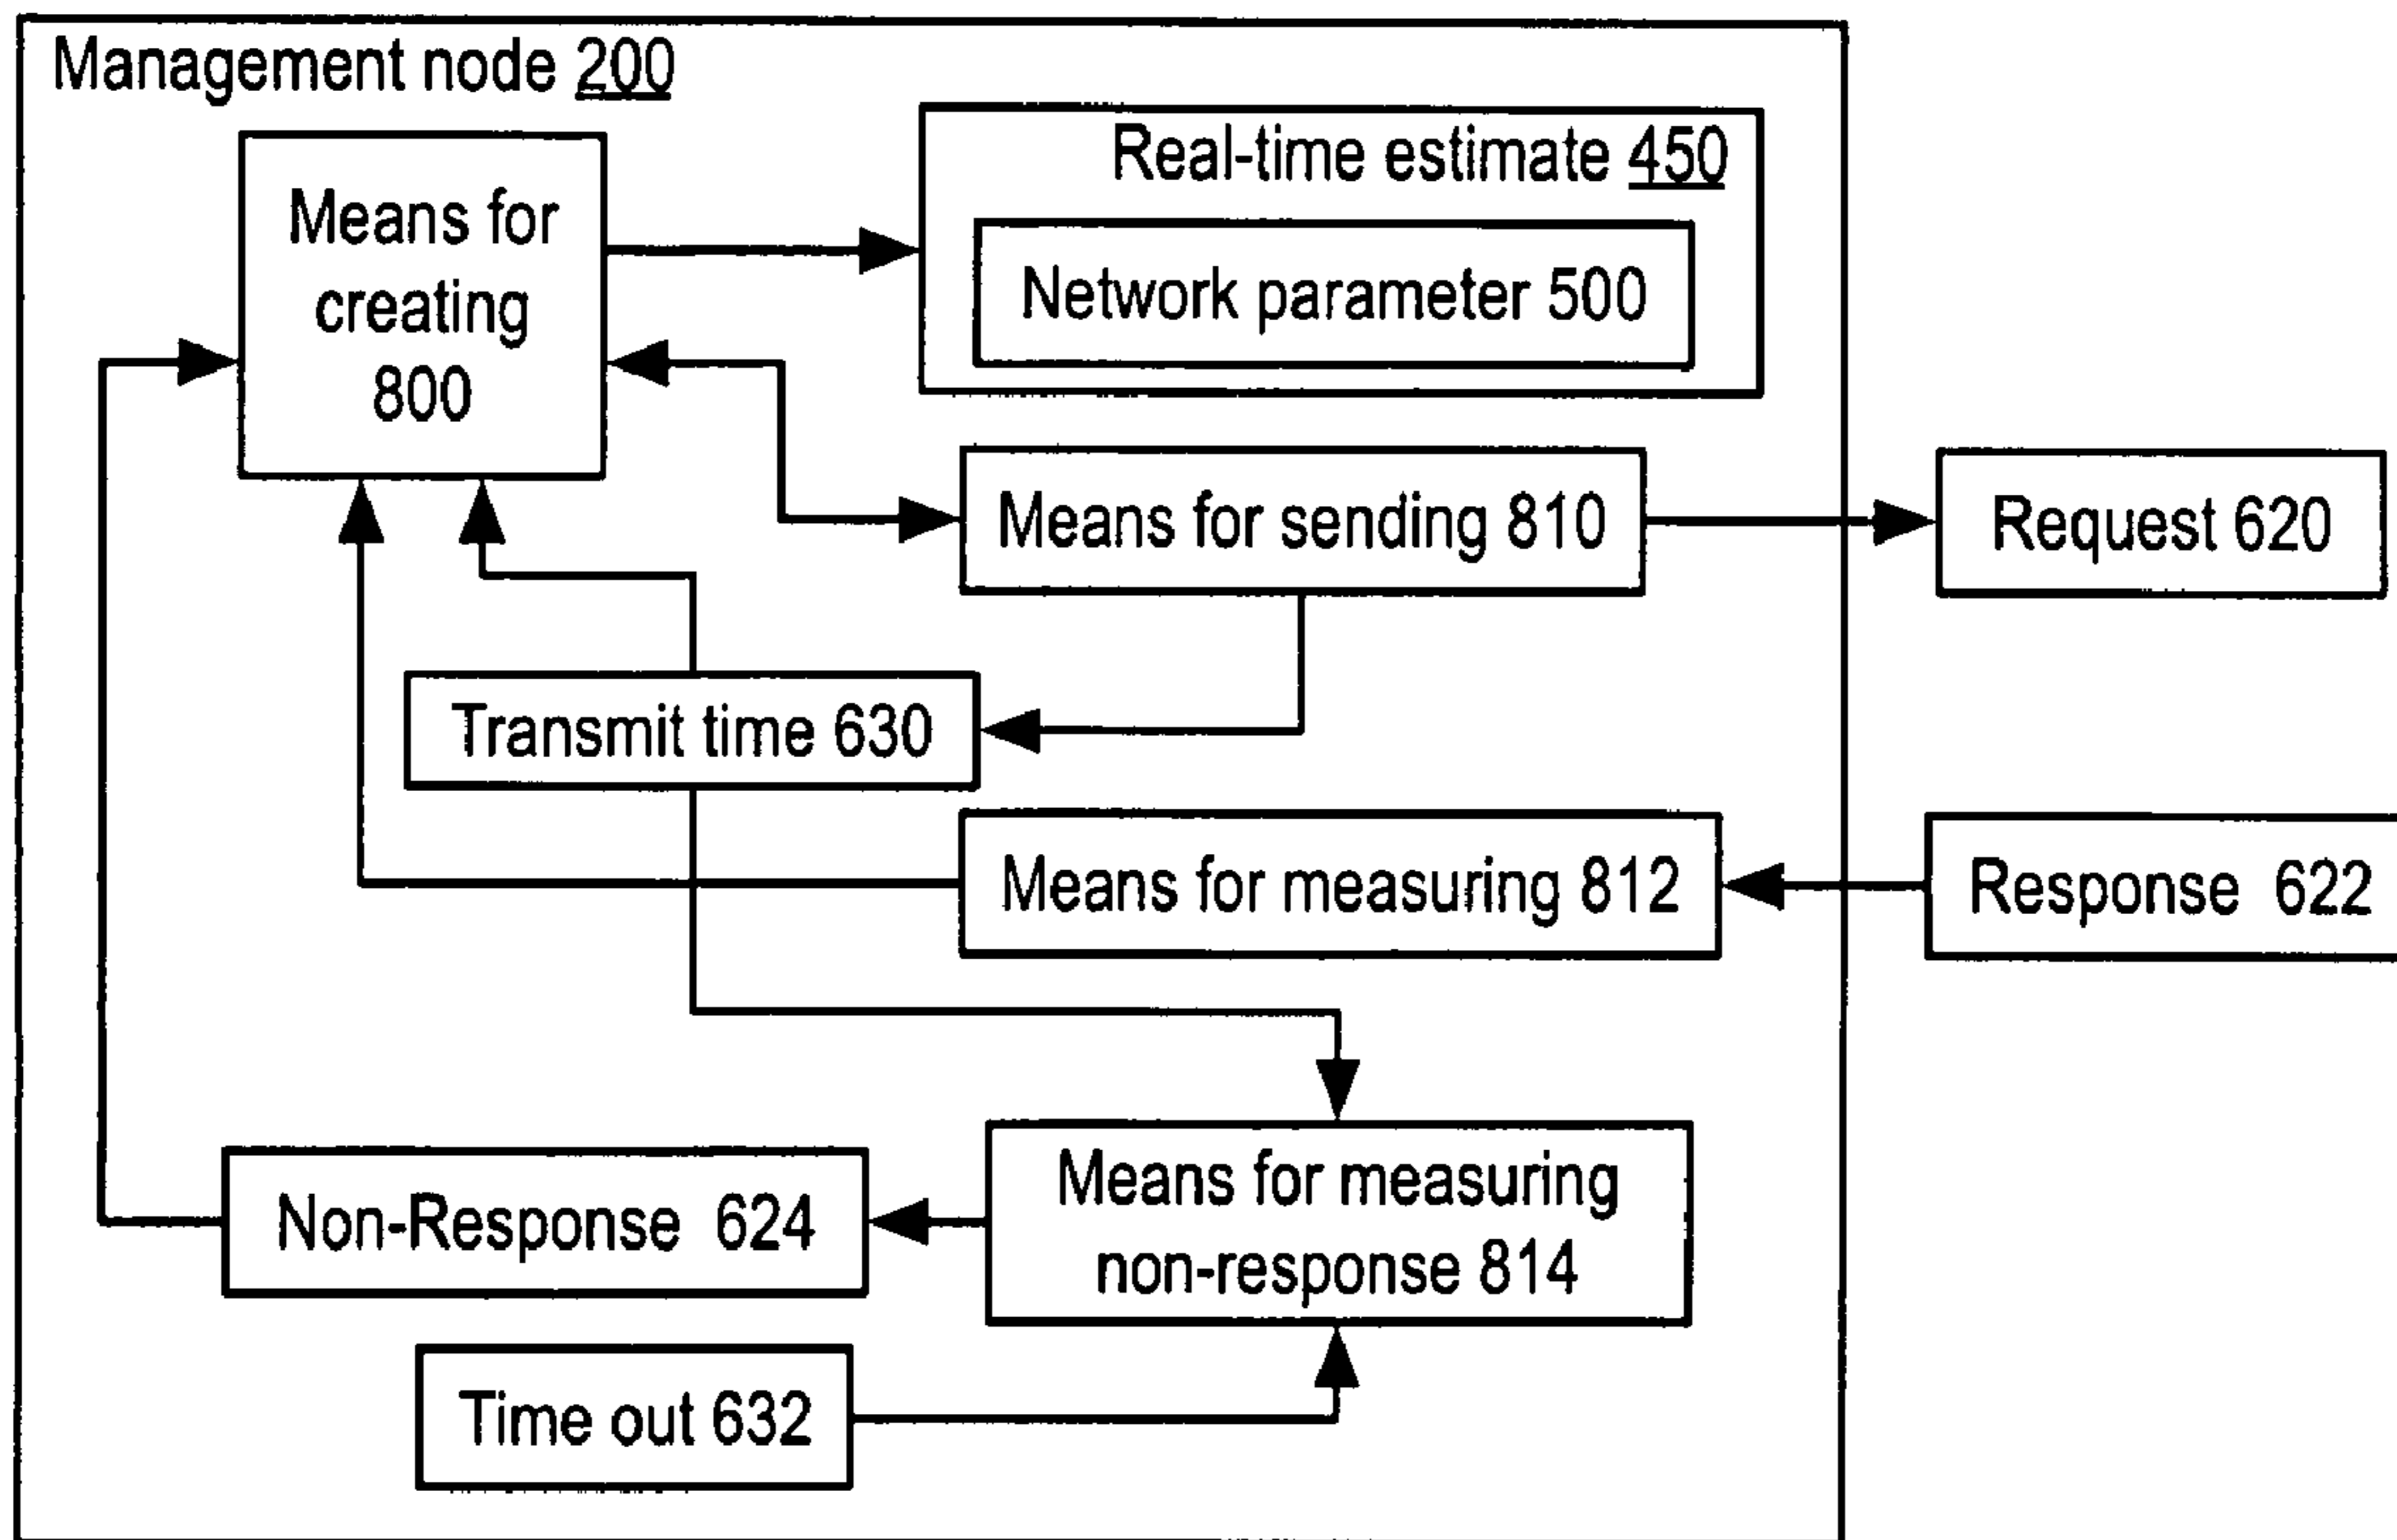 Management node 200
Real-time estimate 450
Means for
creating
800
Network parameter 500
Means for sending 810
Request 620
Transmit time 630
Means for measuring 812
Response 622
Means for measuring
non-response 814
Non-Response 624
Time out 632